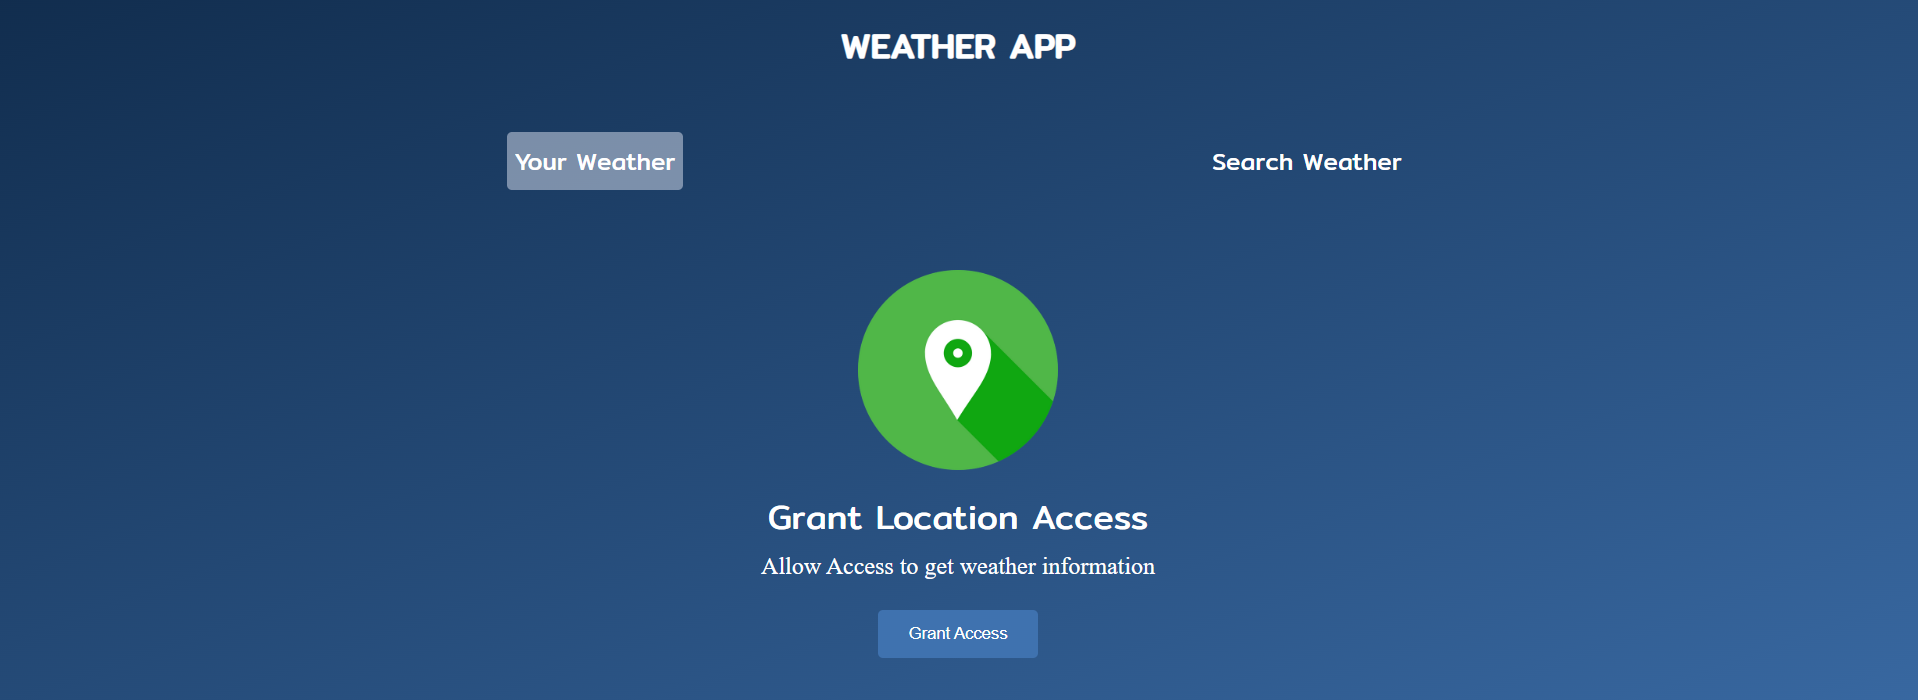 WEATHER APP
Your Weather
Search Weather
Grant Location Access
Allow Access to get weather information
Grant Access